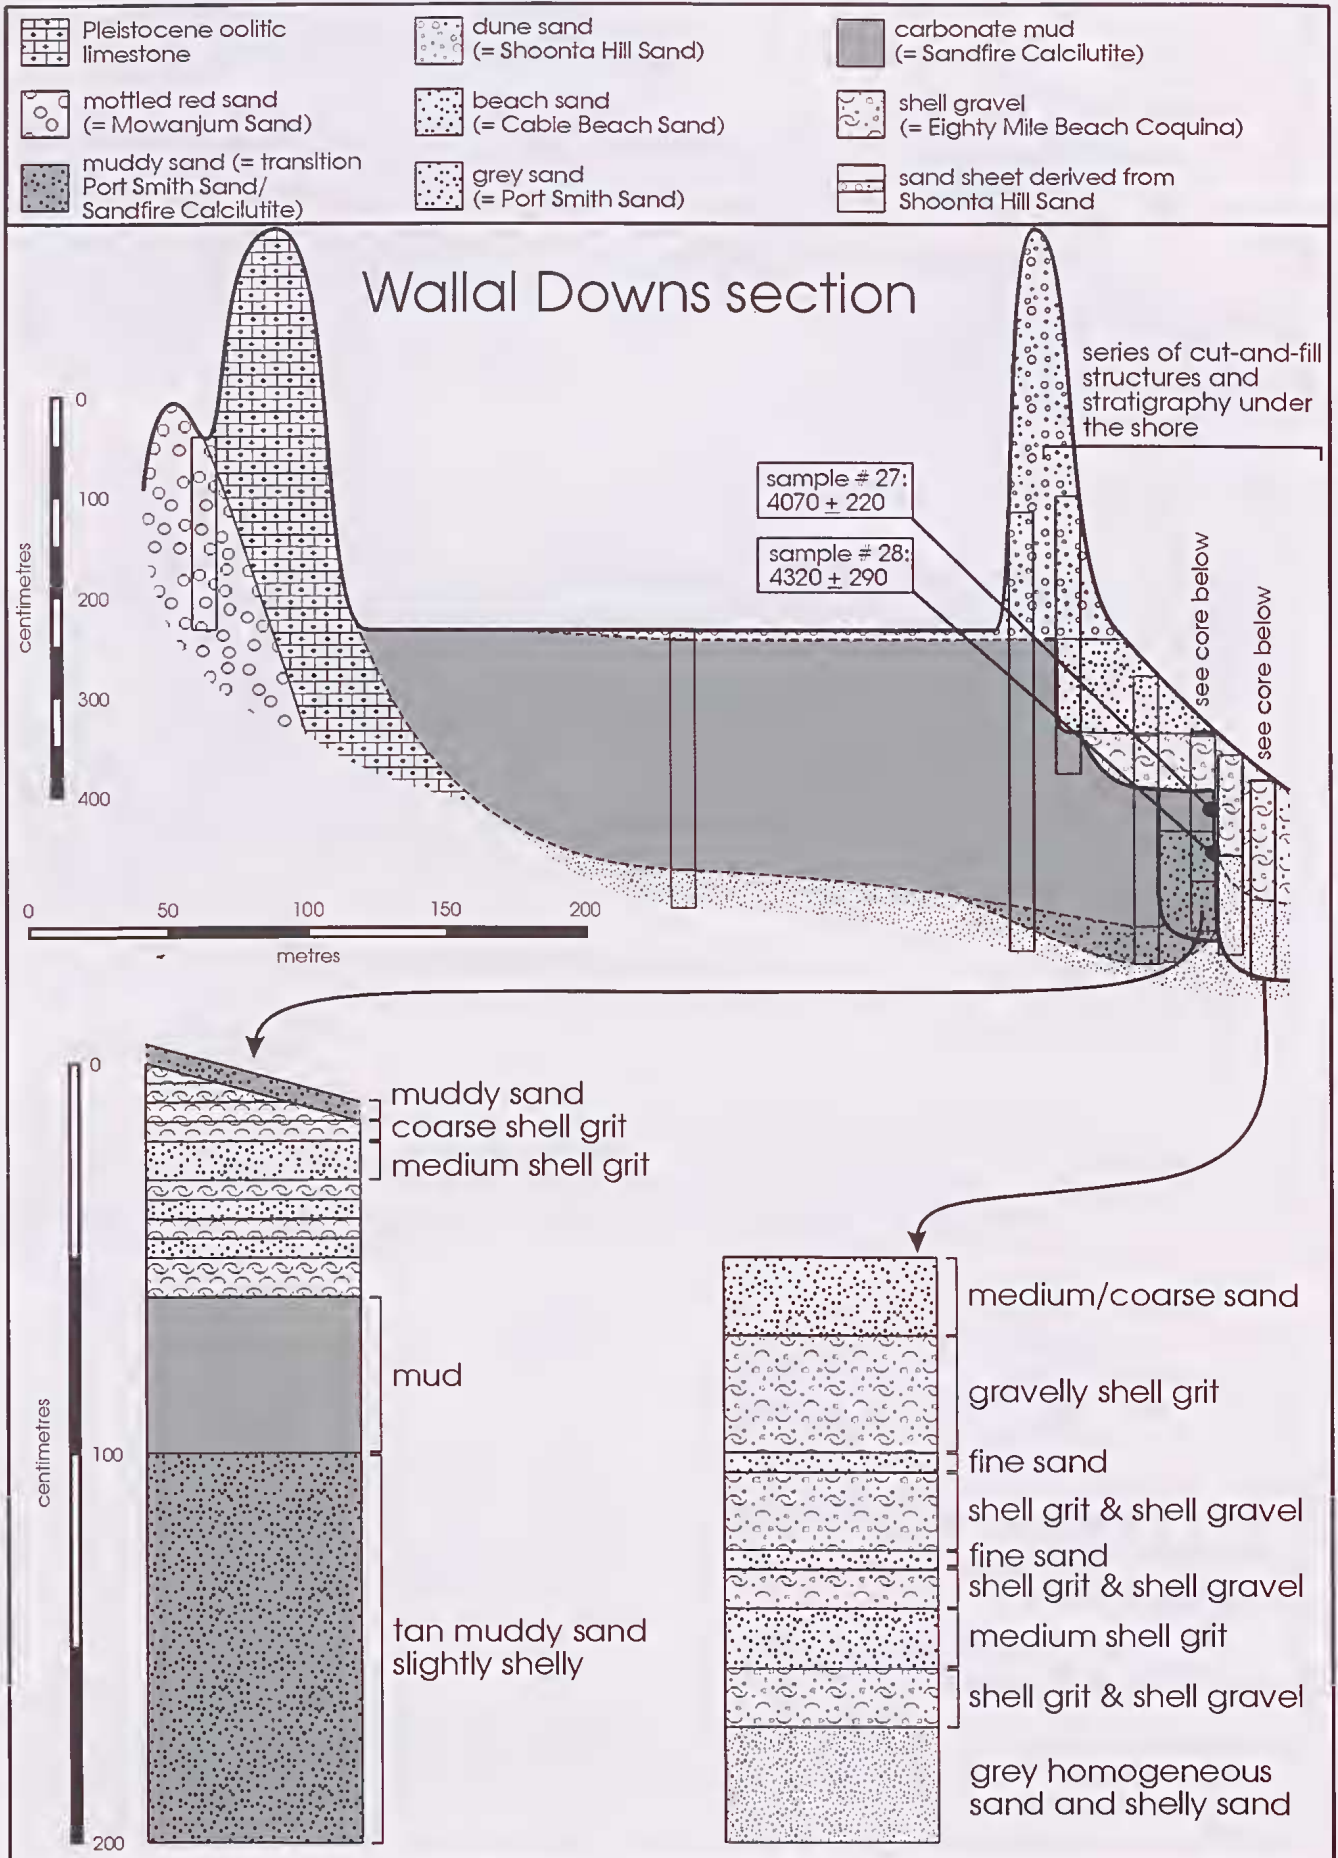 Pleistocene oolitic
limestone
mottled red sand
(= Mowanjum Sand)
muddy sand (= transition
Port Smith Sand/
Sandfire Calcilutite)
dune sand
(= Shoonta Hill Sand)
beach sand
(= Cable Beach Sand)
grey sand
(= Port Smith Sand)
carbonate mud
(= Sandfire Calcilutite)
shell gravel
(= Eighty Mile Beach Coquina)
sand sheet derived from
Shoonta Hill Sand
Wallal Downs section
series of cut-and-fill
structures and
stratigraphy under
the shore
0
100
200
300
400
centimetres
sample # 27:
4070 ± 220
sample # 28:
4320 ± 290
see core below
see core below
0 50 100 150 200
metres
0
100
200
centimetres
muddy sand
coarse shell grit
medium shell grit
mud
tan muddy sand
slightly shelly
medium/coarse sand
gravelly shell grit
fine sand
shell grit & shell gravel
fine sand
shell grit & shell gravel
medium shell grit
shell grit & shell gravel
grey homogeneous
sand and shelly sand